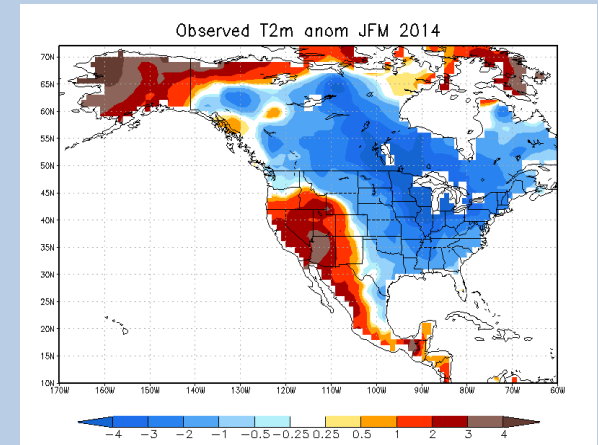 Observed T2m anom JFM 2014
70N
65N
60N
55N
50N
45N
40N
35N
30N
25N
20N
15N
10N
170W 160W 150W 140W 130W 120W 110W 100W 90W 80W 70W 60W
-4 -3 -2 -1 -0.5 -0.25 0.25 0.5 1 2 3 4